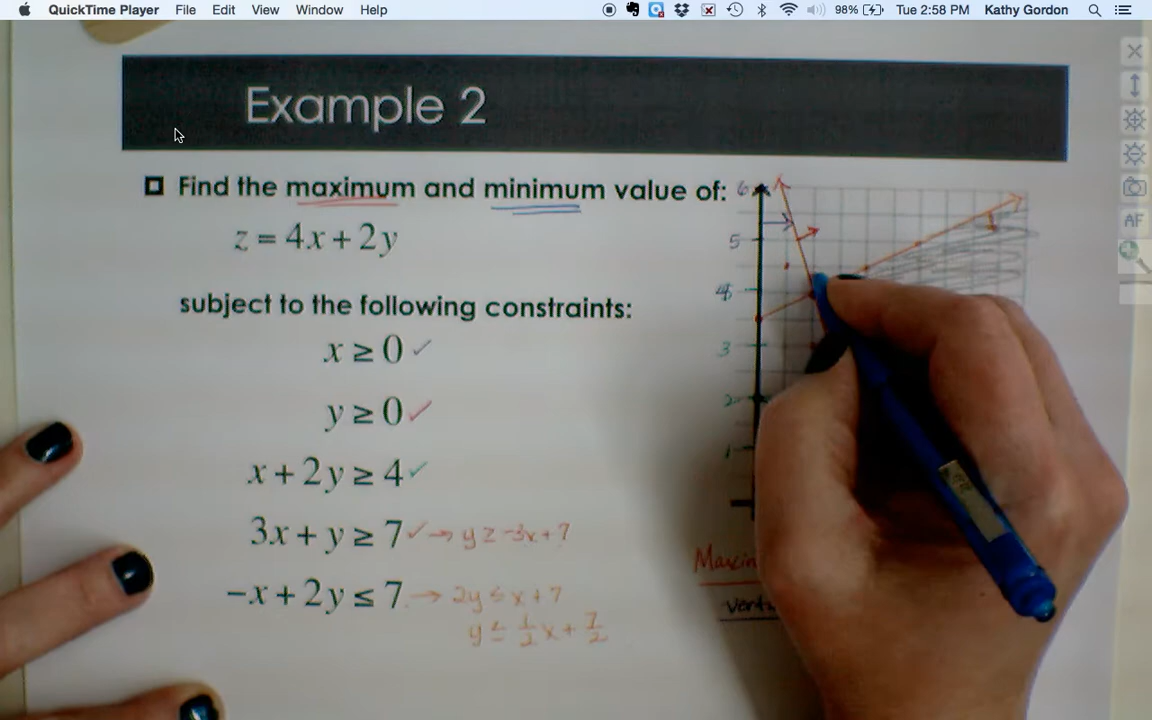 QuickTime Player File Edit View Window Help 98% Tue 2:58 PM Kathy Gordon
Example 2
Find the maximum and minimum value of:
z = 4x + 2y
subject to the following constraints:
x ≥ 0 ✓
y ≥ 0 ✓
x + 2y ≥ 4 ✓
3x + y ≥ 7 ✓ → y ≥ -3x + 7
-x + 2y ≤ 7 → 2y ≤ x + 7
y ≤ 1/2 x + 7/2
6
5
4
3
2
1
AF